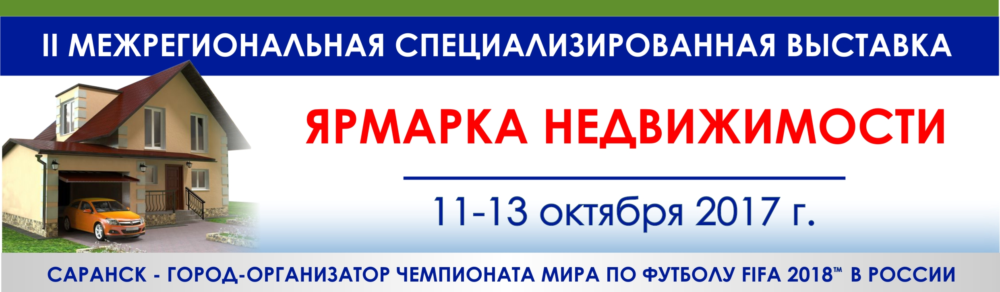 II МЕЖРЕГИОНАЛЬНАЯ СПЕЦИАЛИЗИРОВАННАЯ ВЫСТАВКА
ЯРМАРКА НЕДВИЖИМОСТИ
11-13 октября 2017 г.
САРАНСК - ГОРОД-ОРГАНИЗАТОР ЧЕМПИОНАТА МИРА ПО ФУТБОЛУ FIFA 2018™ В РОССИИ